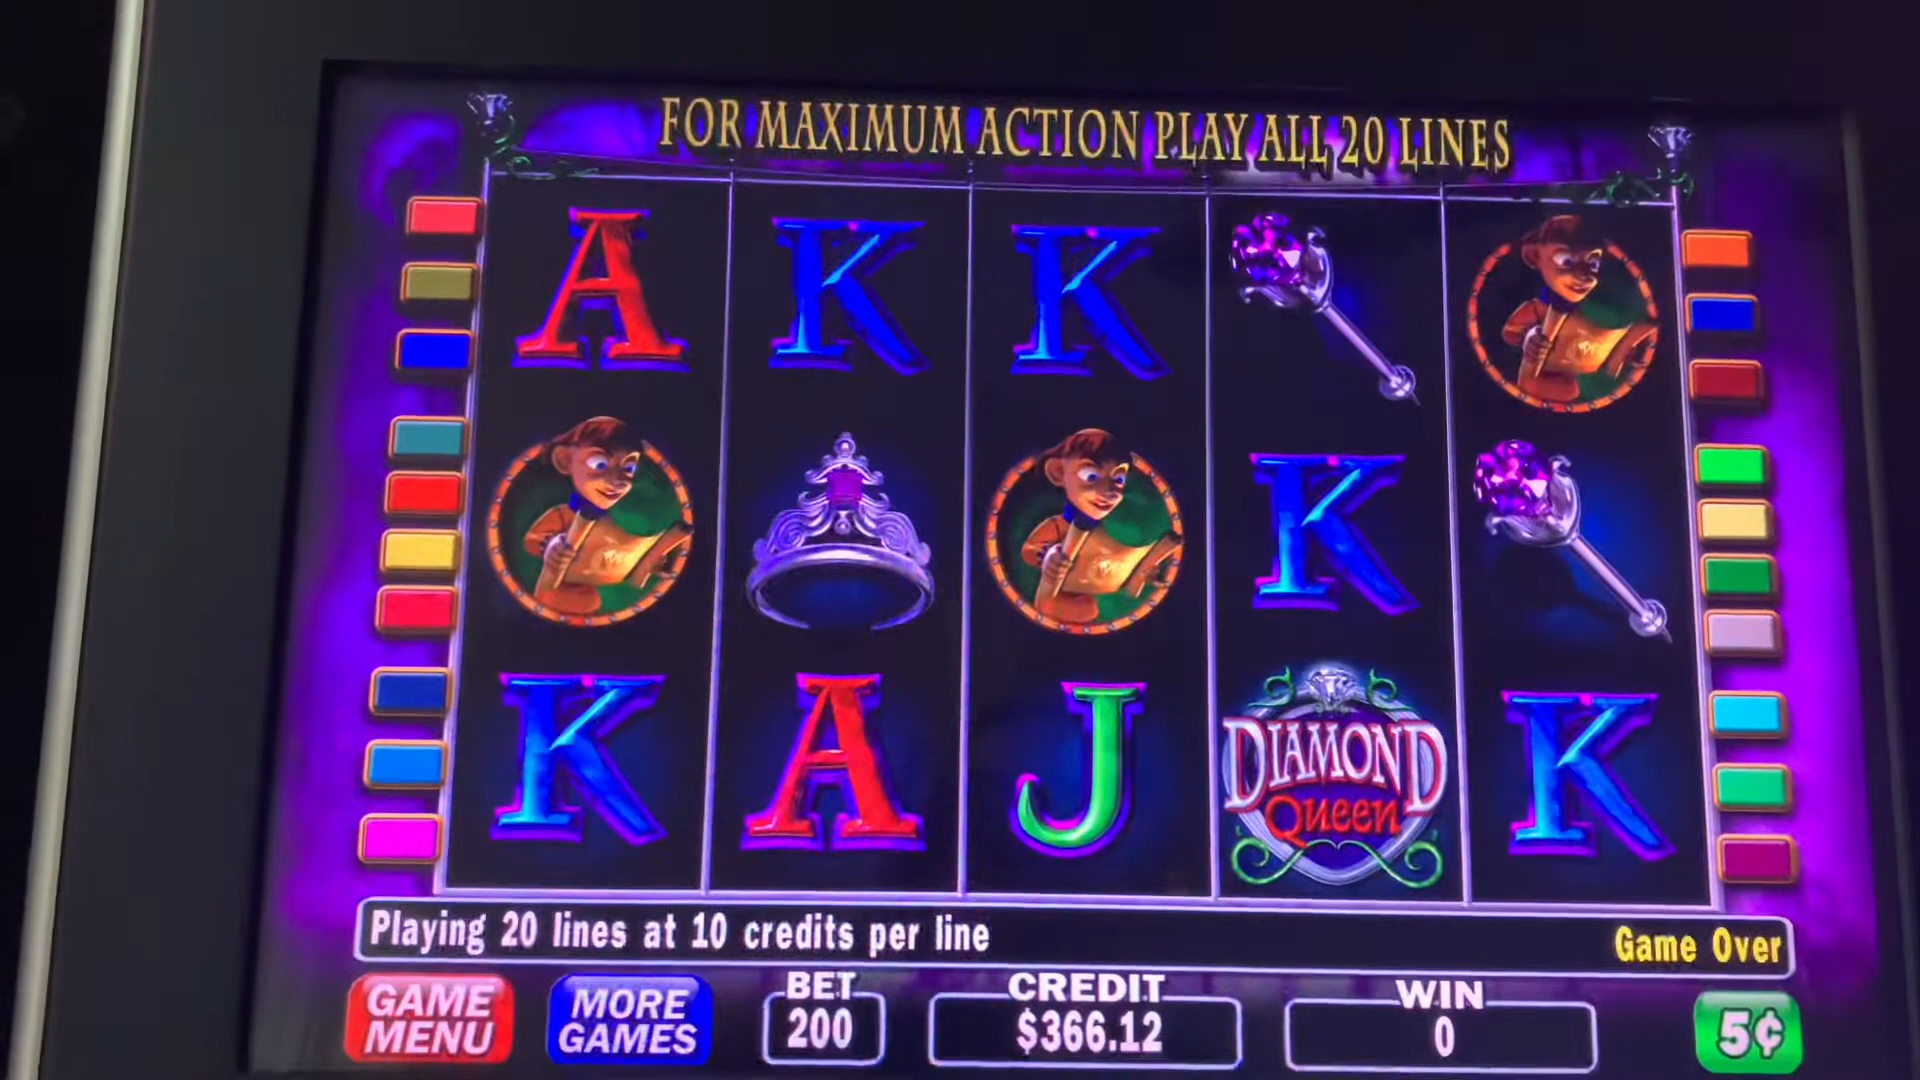 FOR MAXIMUM ACTION PLAY ALL 20 LINES
A K K
K
K A J DIAMOND Queen K
Playing 20 lines at 10 credits per line
Game Over
GAME MENU
MORE GAMES
BET 200
CREDIT $366.12
WIN 0
5¢